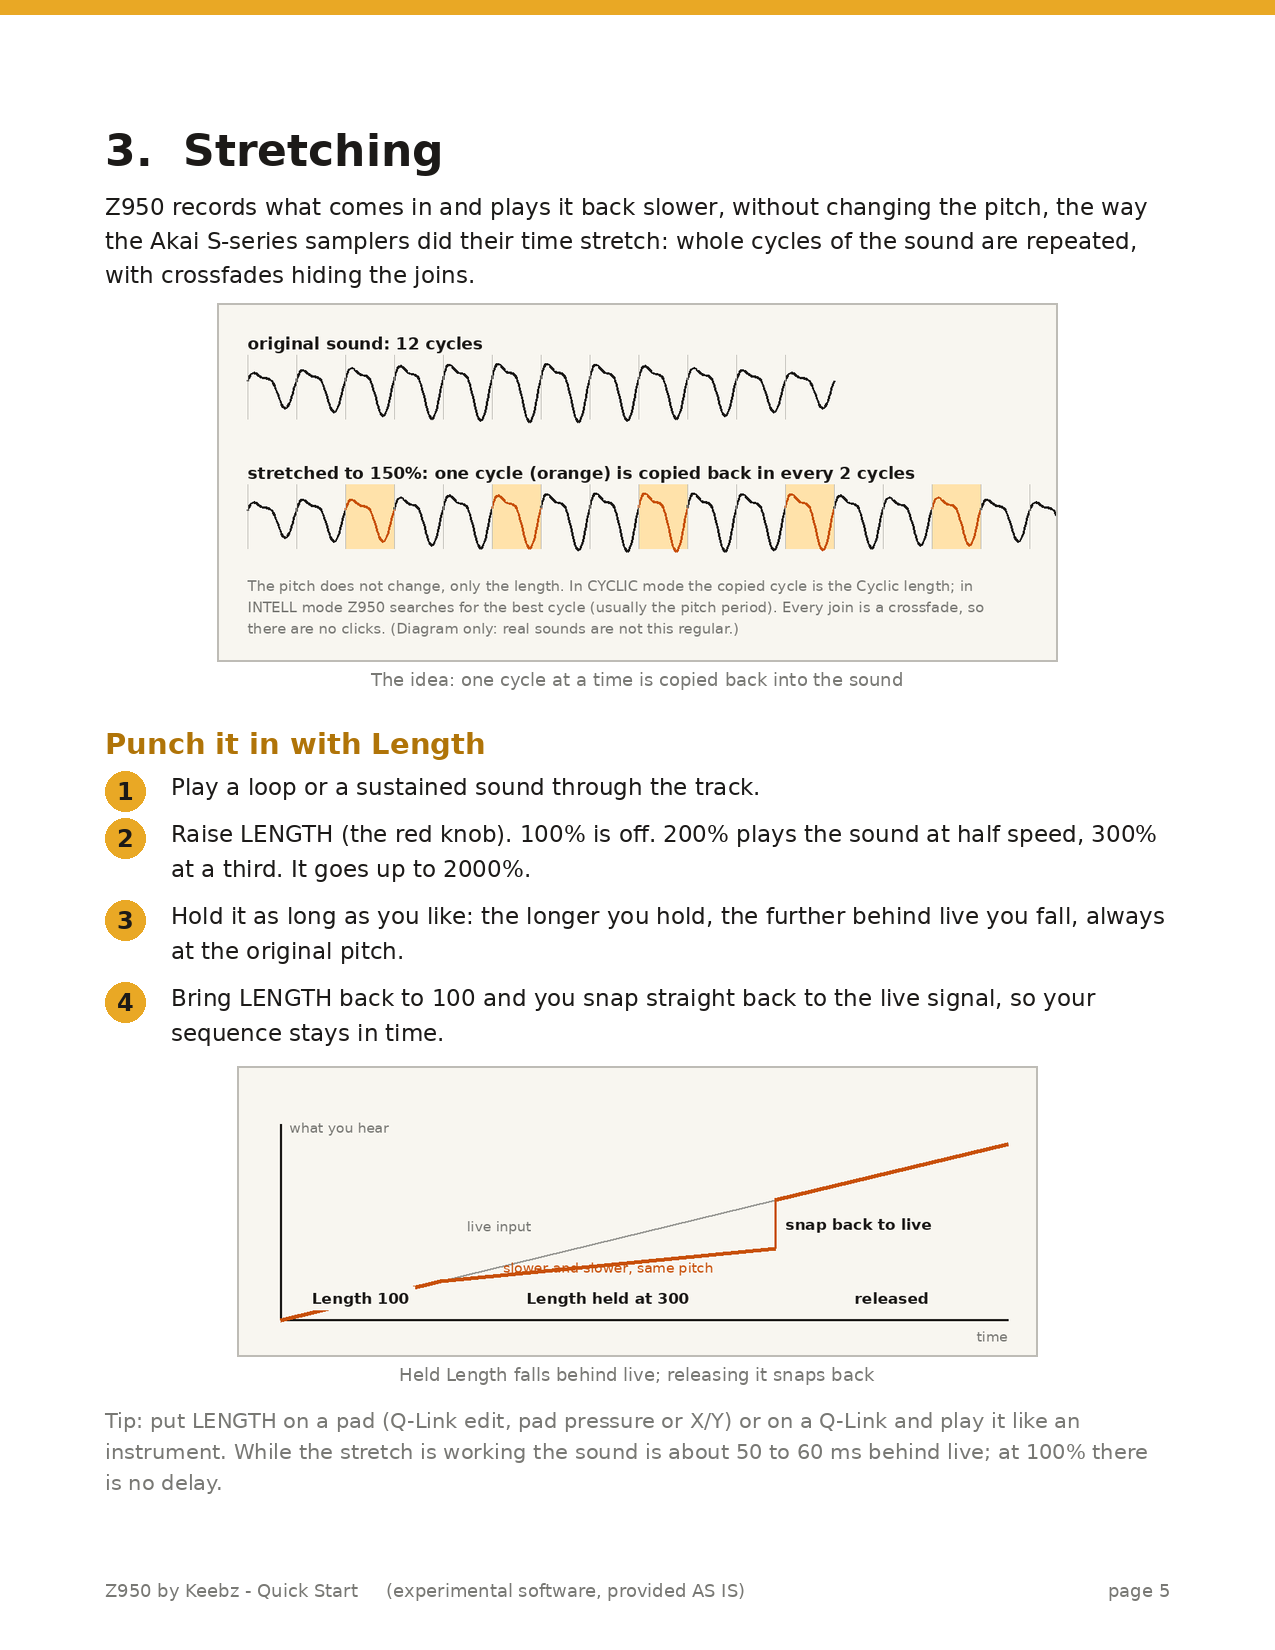 3. Stretching
Z950 records what comes in and plays it back slower, without changing the pitch, the way
the Akai S-series samplers did their time stretch: whole cycles of the sound are repeated,
with crossfades hiding the joins.
original sound: 12 cycles
stretched to 150%: one cycle (orange) is copied back in every 2 cycles
The pitch does not change, only the length. In CYCLIC mode the copied cycle is the Cyclic length; in
INTELL mode Z950 searches for the best cycle (usually the pitch period). Every join is a crossfade, so
there are no clicks. (Diagram only: real sounds are not this regular.)
The idea: one cycle at a time is copied back into the sound
Punch it in with Length
1 Play a loop or a sustained sound through the track.
2 Raise LENGTH (the red knob). 100% is off. 200% plays the sound at half speed, 300%
at a third. It goes up to 2000%.
3 Hold it as long as you like: the longer you hold, the further behind live you fall, always
at the original pitch.
4 Bring LENGTH back to 100 and you snap straight back to the live signal, so your
sequence stays in time.
what you hear
live input
snap back to live
slower and slower, same pitch
Length 100 Length held at 300 released
time
Held Length falls behind live; releasing it snaps back
Tip: put LENGTH on a pad (Q-Link edit, pad pressure or X/Y) or on a Q-Link and play it like an
instrument. While the stretch is working the sound is about 50 to 60 ms behind live; at 100% there
is no delay.
Z950 by Keebz - Quick Start (experimental software, provided AS IS) page 5